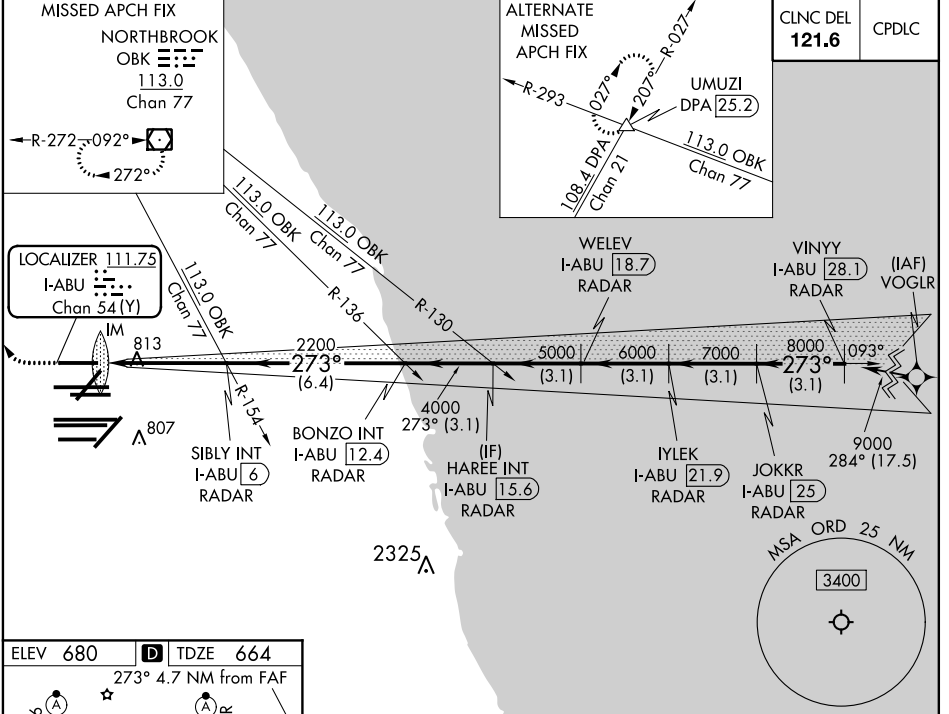 MISSED APCH FIX
NORTHBROOK
OBK
113.0
Chan 77
R-272
092°
272°
ALTERNATE
MISSED
APCH FIX
R-027
R-293
027°
207°
UMUZI
DPA 25.2
108.4 DPA
Chan 21
113.0 OBK
Chan 77
CLNC DEL
121.6
CPDLC
LOCALIZER 111.75
I-ABU
Chan 54 (Y)
IM
113.0 OBK
Chan 77
113.0 OBK
Chan 77
113.0 OBK
Chan 77
R-136
R-130
R-154
WELEV
I-ABU 18.7
RADAR
VINYY
I-ABU 28.1
RADAR
(IAF)
VOGLR
813
2200
273°
(6.4)
5000
(3.1)
6000
(3.1)
7000
(3.1)
8000
273°
(3.1)
093°
4000
273° (3.1)
9000
284° (17.5)
807
SIBLY INT
I-ABU 6
RADAR
BONZO INT
I-ABU 12.4
RADAR
(IF)
HAREE INT
I-ABU 15.6
RADAR
IYLEK
I-ABU 21.9
RADAR
JOKKR
I-ABU 25
RADAR
2325
MSA ORD 25 NM
3400
ELEV 680
D
TDZE 664
273° 4.7 NM from FAF
A
A